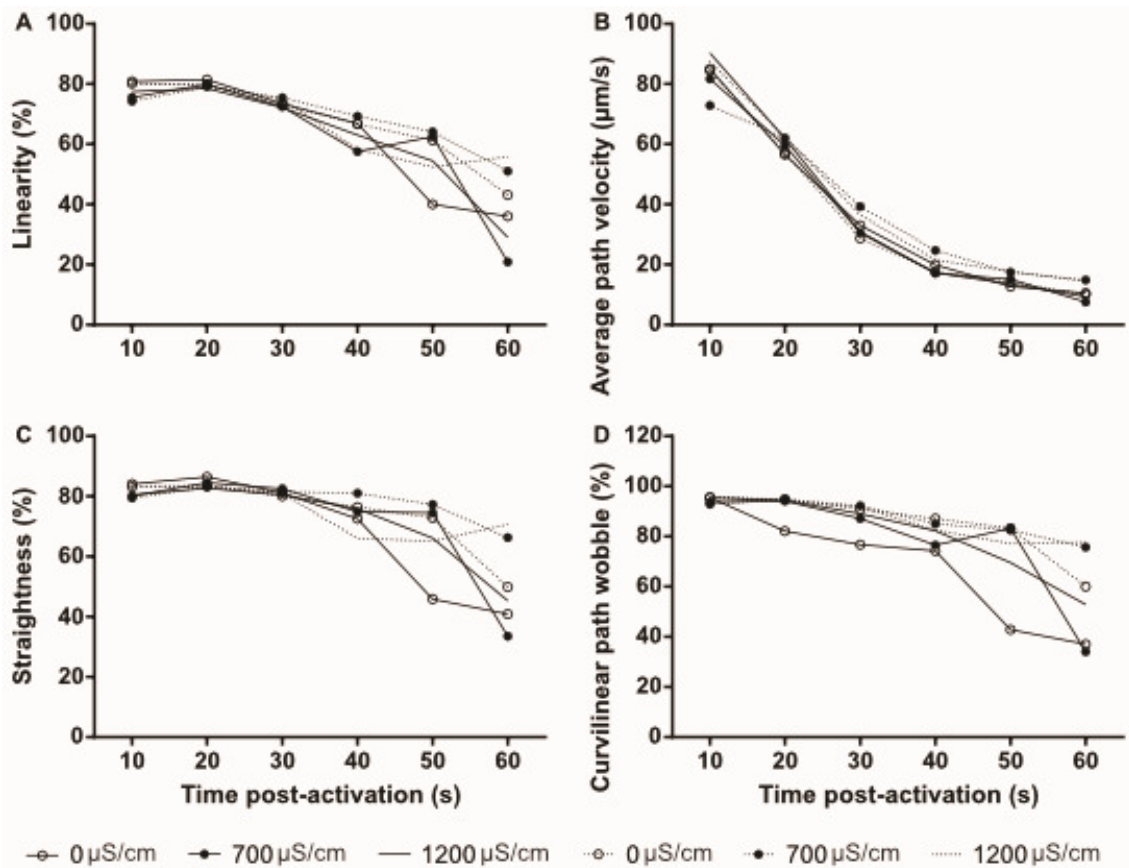 A
Linearity (%)
100
80
60
40
20
0
10 20 30 40 50 60
B
Average path velocity (µm/s)
100
80
60
40
20
0
10 20 30 40 50 60
C
Straightness (%)
100
80
60
40
20
0
10 20 30 40 50 60
Time post-activation (s)
D
Curvilinear path wobble (%)
120
100
80
60
40
20
0
10 20 30 40 50 60
Time post-activation (s)
0 µS/cm 700 µS/cm 1200 µS/cm 0 µS/cm 700 µS/cm 1200 µS/cm